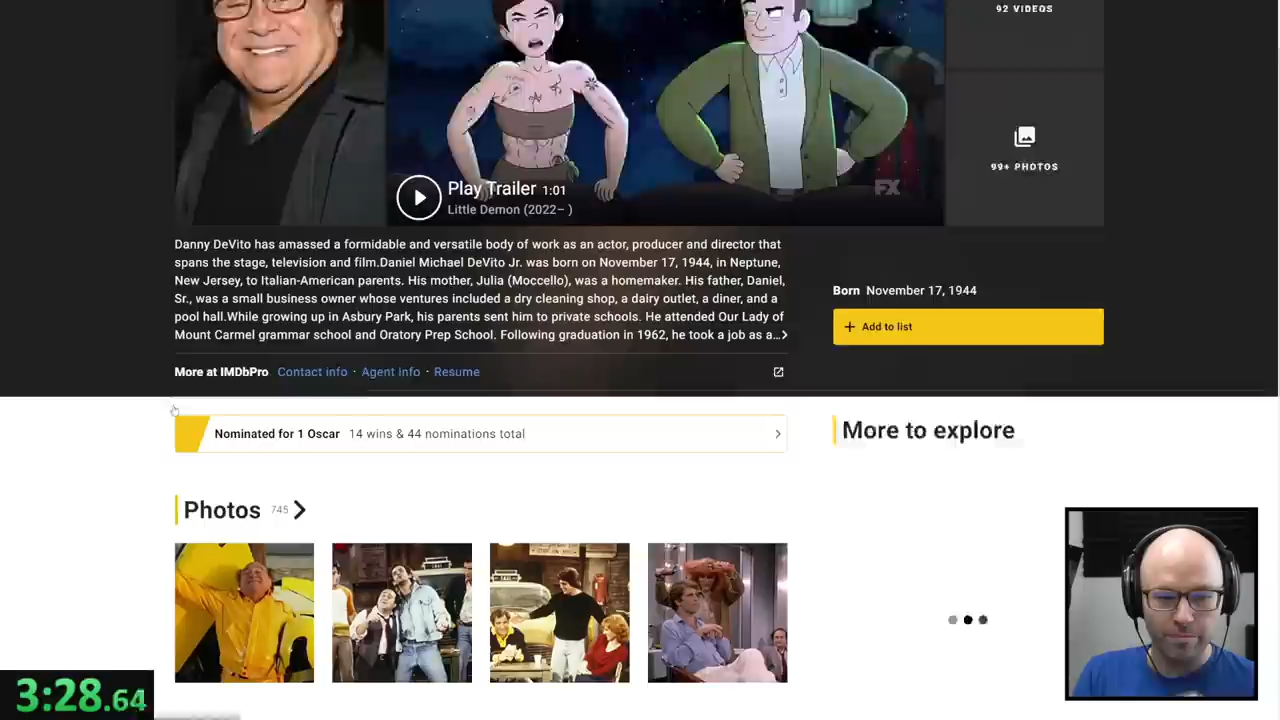 92 VIDEOS
99+ PHOTOS
FX
Play Trailer 1:01
Little Demon (2022– )
Danny DeVito has amassed a formidable and versatile body of work as an actor, producer and director that
spans the stage, television and film.Daniel Michael DeVito Jr. was born on November 17, 1944, in Neptune,
New Jersey, to Italian-American parents. His mother, Julia (Moccello), was a homemaker. His father, Daniel,
Sr., was a small business owner whose ventures included a dry cleaning shop, a dairy outlet, a diner, and a
pool hall.While growing up in Asbury Park, his parents sent him to private schools. He attended Our Lady of
Mount Carmel grammar school and Oratory Prep School. Following graduation in 1962, he took a job as a...
Born November 17, 1944
+ Add to list
More at IMDbPro Contact info · Agent info · Resume
Nominated for 1 Oscar 14 wins & 44 nominations total
More to explore
Photos 745
3:28.64